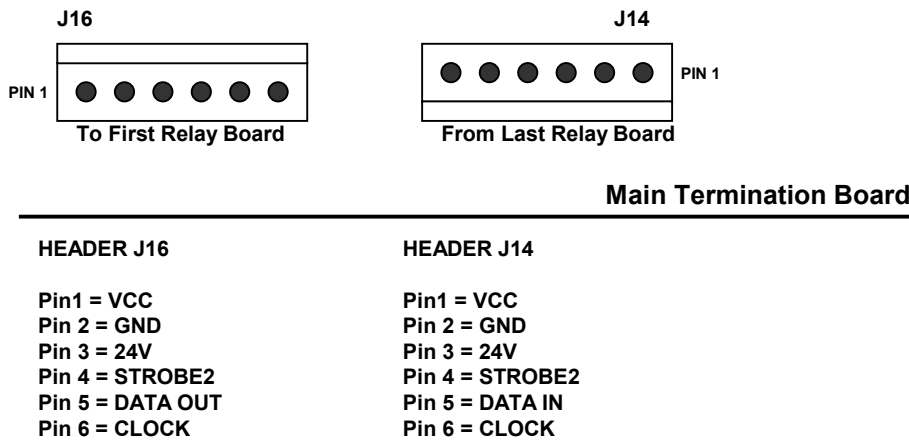 J16
J14
PIN 1
PIN 1
To First Relay Board
From Last Relay Board
Main Termination Board
HEADER J16
HEADER J14
Pin1 = VCC
Pin 2 = GND
Pin 3 = 24V
Pin 4 = STROBE2
Pin 5 = DATA OUT
Pin 6 = CLOCK
Pin1 = VCC
Pin 2 = GND
Pin 3 = 24V
Pin 4 = STROBE2
Pin 5 = DATA IN
Pin 6 = CLOCK